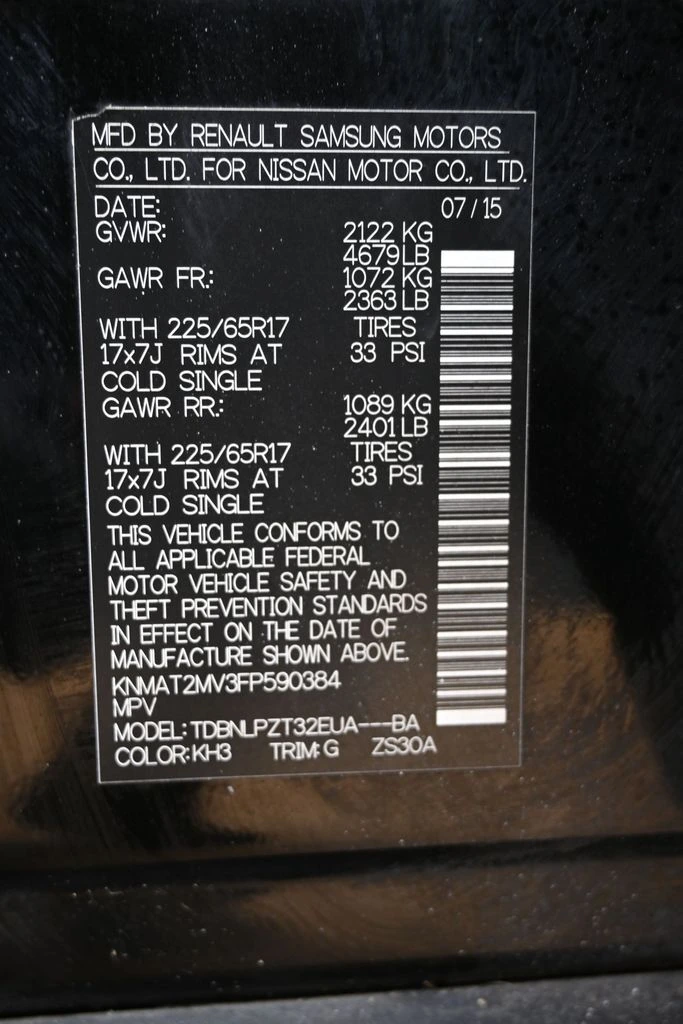 MFD BY RENAULT SAMSUNG MOTORS
CO., LTD. FOR NISSAN MOTOR CO., LTD.
DATE: 07 / 15
GVWR: 2122 KG
4679 LB
GAWR FR.: 1072 KG
2363 LB
WITH 225/65R17 TIRES
17x7J RIMS AT 33 PSI
COLD SINGLE
GAWR RR.: 1089 KG
2401 LB
WITH 225/65R17 TIRES
17x7J RIMS AT 33 PSI
COLD SINGLE
THIS VEHICLE CONFORMS TO
ALL APPLICABLE FEDERAL
MOTOR VEHICLE SAFETY AND
THEFT PREVENTION STANDARDS
IN EFFECT ON THE DATE OF
MANUFACTURE SHOWN ABOVE.
KNMAT2MV3FP590384
MPV
MODEL: TDBNLPZT32EUA---BA
COLOR: KH3 TRIM: G ZS30A